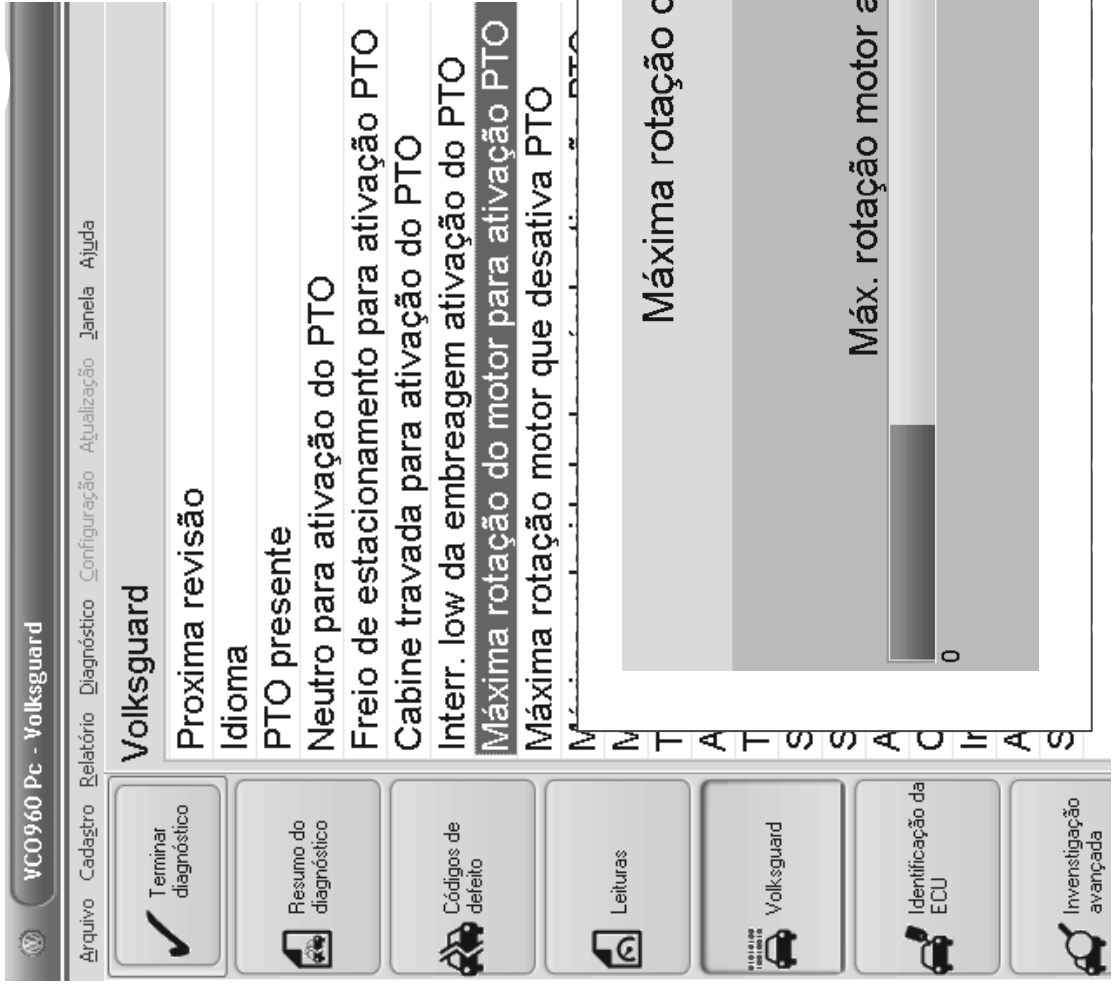 VCO960 Pc - Volksguard
Arquivo Cadastro Relatório Diagnóstico Configuração Atualização Janela Ajuda
Terminar
diagnóstico
Resumo do
diagnóstico
Códigos de
defeito
Leituras
Volksguard
Identificação da
ECU
Invenstigação
avançada
Volksguard
Proxima revisão
Idioma
PTO presente
Neutro para ativação do PTO
Freio de estacionamento para ativação PTO
Cabine travada para ativação do PTO
Interr. low da embreagem ativação do PTO
Máxima rotação do motor para ativação PTO
Máxima rotação motor que desativa PTO
M
M
T
A
T
S
S
A
C
Ir
A
S
Máxima rotação
Máx. rotação motor a
0